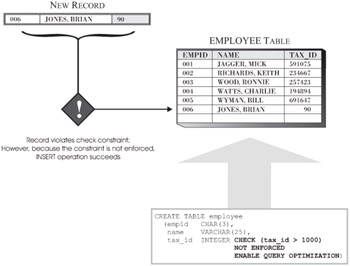 NEW RECORD
006 JONES, BRIAN 90
EMPLOYEE TABLE
EMPID NAME TAX_ID
001 JAGGER, MICK 591075
002 RICHARDS, KEITH 234667
003 WOOD, RONNIE 257423
004 WATTS, CHARLIE 194894
005 WYMAN, BILL 691647
006 JONES, BRIAN 90
!
Record violates check constraint;
However, because the constraint is not enforced,
INSERT operation succeeds
CREATE TABLE employee
(empid CHAR(3),
name VARCHAR(25),
tax_id INTEGER CHECK (tax_id > 1000)
NOT ENFORCED
ENABLE QUERY OPTIMIZATION)